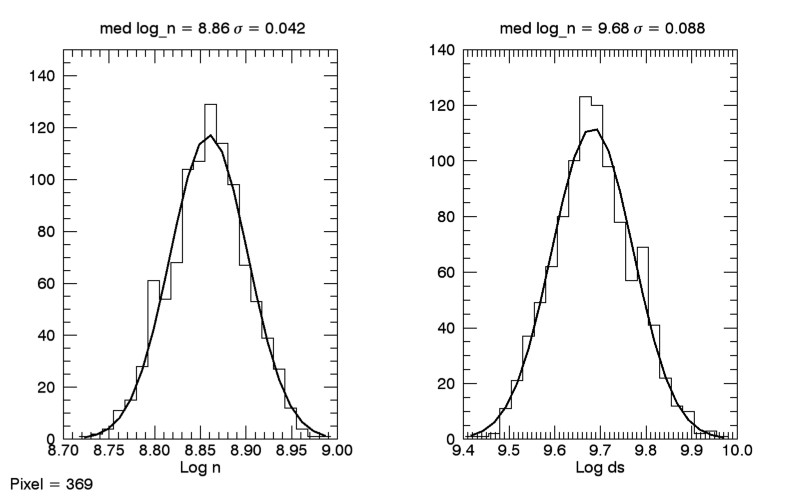 med log_n = 8.86 σ = 0.042
140
120
100
80
60
40
20
0
8.70 8.75 8.80 8.85 8.90 8.95 9.00
Log n
med log_n = 9.68 σ = 0.088
140
120
100
80
60
40
20
0
9.4 9.5 9.6 9.7 9.8 9.9 10.0
Log ds
Pixel = 369